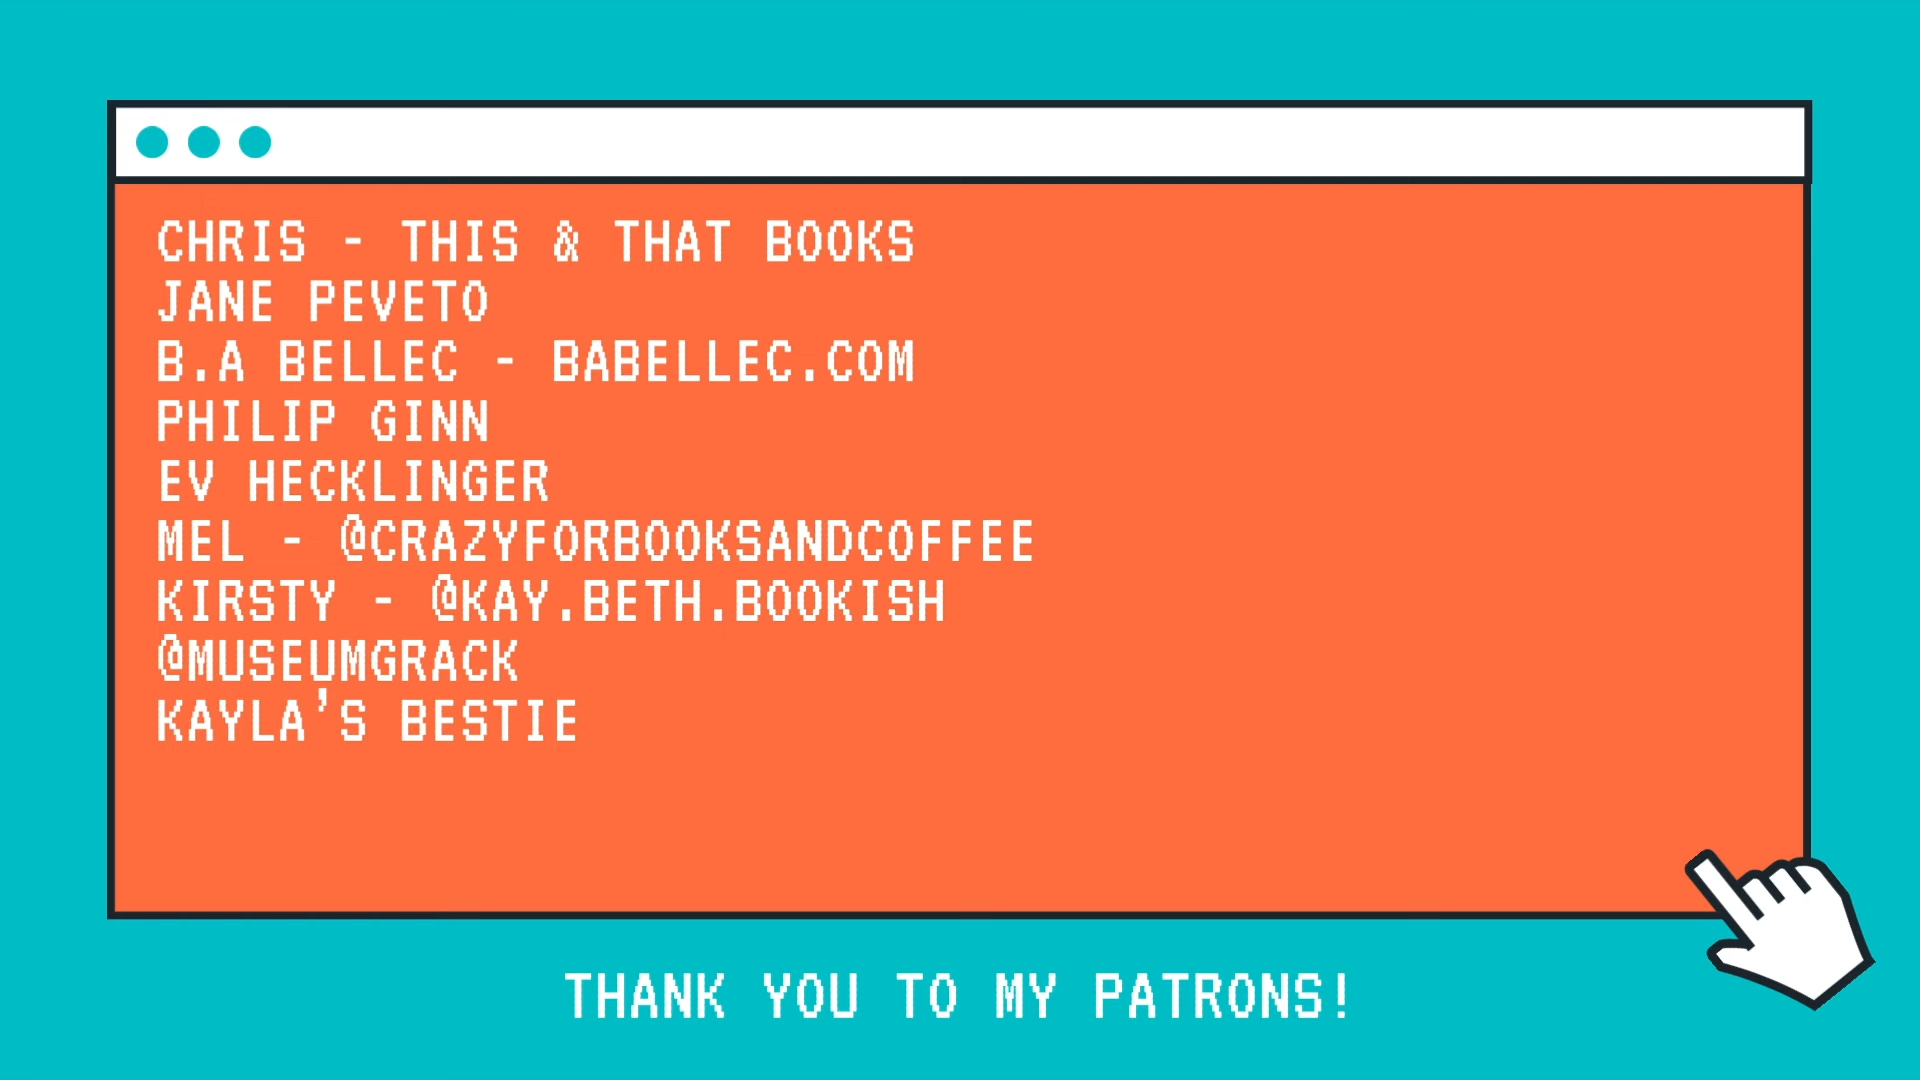 CHRIS - THIS & THAT BOOKS
JANE PEVETO
B.A BELLEC - BABELLEC.COM
PHILIP GINN
EV HECKLINGER
MEL - @CRAZYFORBOOKSANDCOFFEE
KIRSTY - @KAY.BETH.BOOKISH
@MUSEUMGRACK
KAYLA'S BESTIE
THANK YOU TO MY PATRONS!